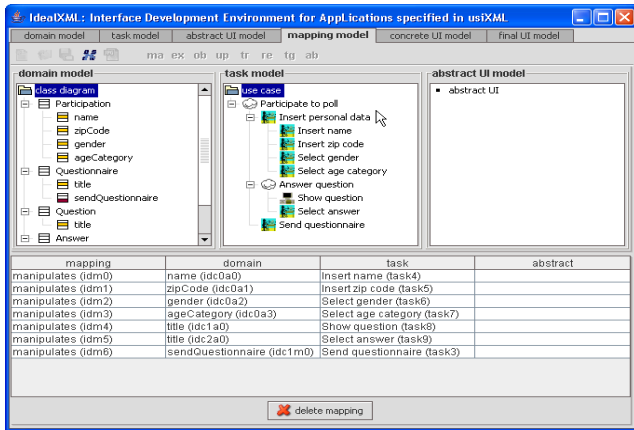 IdealXML: Interface Development Environment for AppLications specified in usiXML
domain model task model abstract UI model mapping model concrete UI model final UI model
ma ex ob up tr re tg ab
domain model task model abstract UI model
class diagram
Participation
name
zipCode
gender
ageCategory
Questionnaire
title
sendQuestionnaire
Question
title
Answer
use case
Participate to poll
Insert personal data
Insert name
Insert zip code
Select gender
Select age category
Answer question
Show question
Select answer
Send questionnaire
abstract UI
mapping domain task abstract
manipulates (idm0) name (idc0a0) Insert name (task4)
manipulates (idm1) zipCode (idc0a1) Insert zip code (task5)
manipulates (idm2) gender (idc0a2) Select gender (task6)
manipulates (idm3) ageCategory (idc0a3) Select age category (task7)
manipulates (idm4) title (idc1a0) Show question (task8)
manipulates (idm5) title (idc2a0) Select answer (task9)
manipulates (idm6) sendQuestionnaire (idc1m0) Send questionnaire (task3)
delete mapping